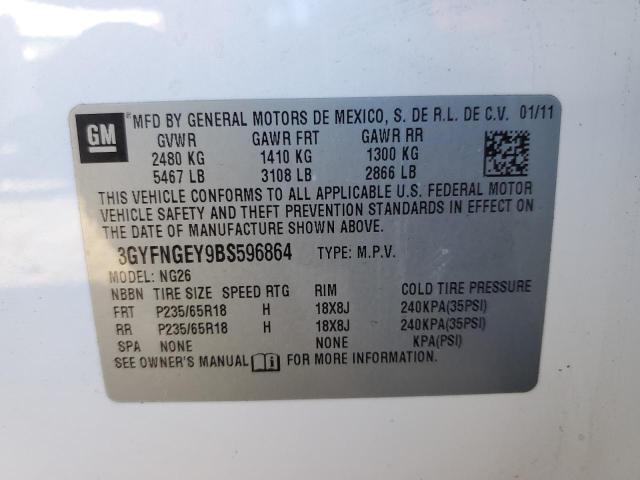 GM
® MFD BY GENERAL MOTORS DE MEXICO, S. DE R.L. DE C.V. 01/11
GVWR GAWR FRT GAWR RR
2480 KG 1410 KG 1300 KG
5467 LB 3108 LB 2866 LB
THIS VEHICLE CONFORMS TO ALL APPLICABLE U.S. FEDERAL MOTOR
VEHICLE SAFETY AND THEFT PREVENTION STANDARDS IN EFFECT ON
THE DATE OF MANUFACTURE SHOWN ABOVE.
3GYFNGEY9BS596864 TYPE: M.P.V.
MODEL: NG26
NBBN TIRE SIZE SPEED RTG RIM COLD TIRE PRESSURE
FRT P235/65R18 H 18X8J 240KPA(35PSI)
RR P235/65R18 H 18X8J 240KPA(35PSI)
SPA NONE NONE KPA(PSI)
SEE OWNER'S MANUAL i FOR MORE INFORMATION.